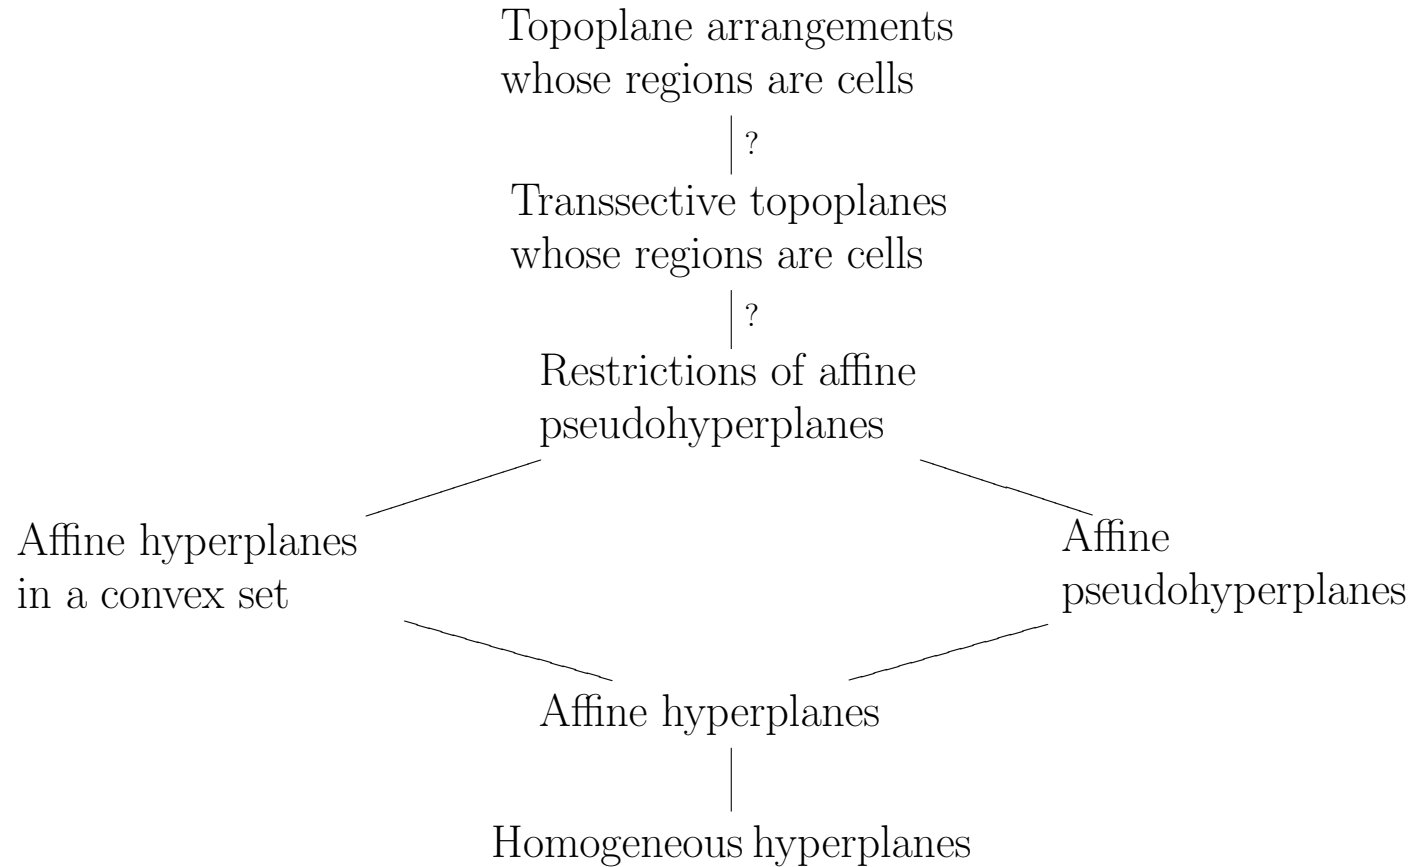 Topoplane arrangements
whose regions are cells
?
Transsective topoplanes
whose regions are cells
?
Restrictions of affine
pseudohyperplanes
Affine hyperplanes
in a convex set
Affine
pseudohyperplanes
Affine hyperplanes
Homogeneous hyperplanes